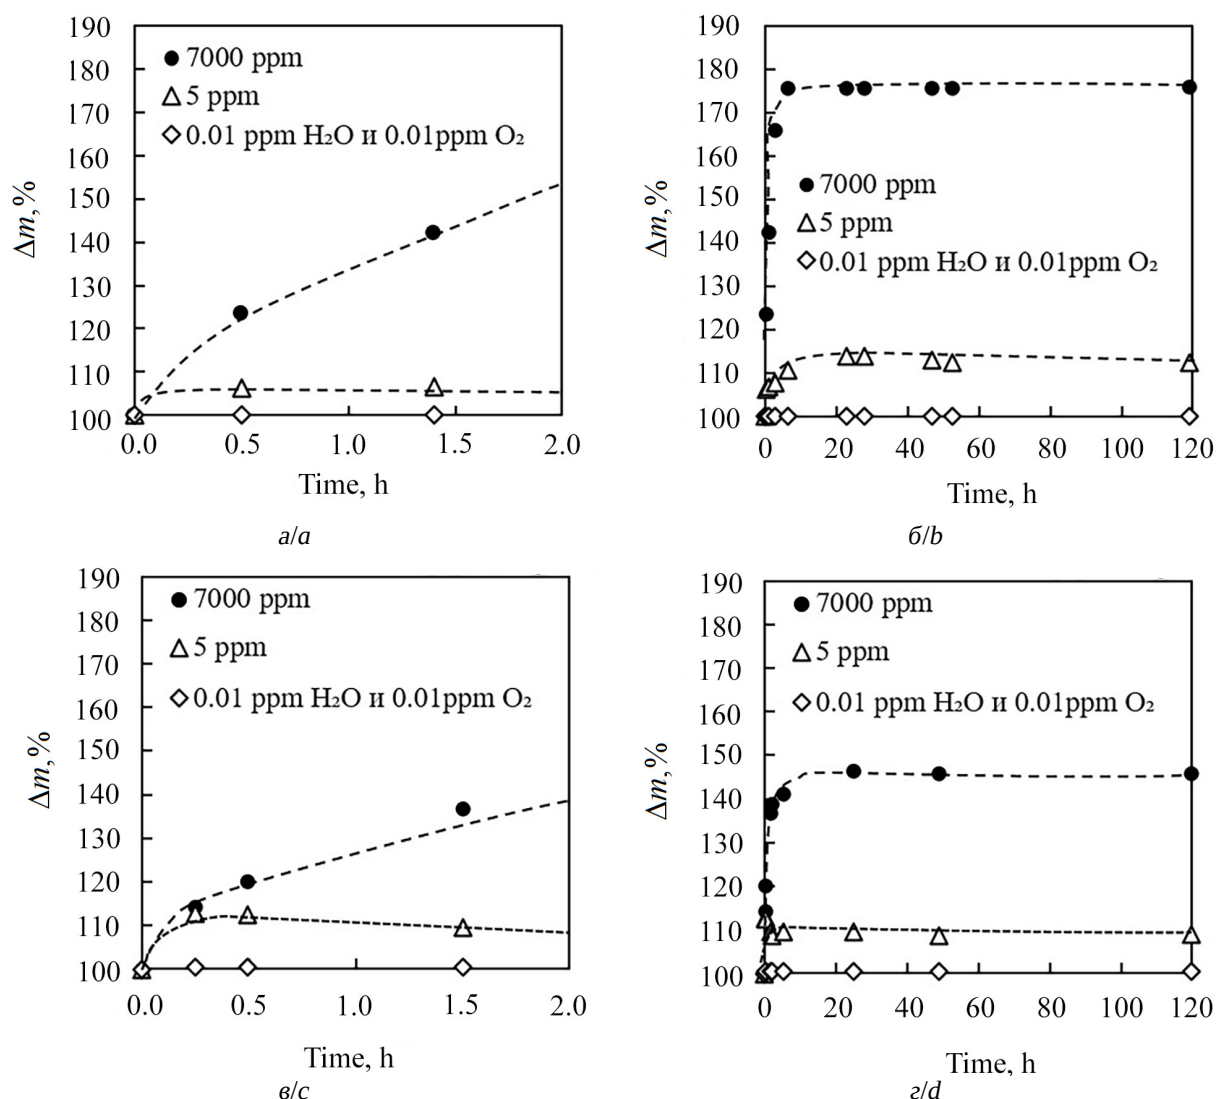 190
180
170
160
150
140
130
120
110
100
Δm,%
7000 ppm
5 ppm
0.01 ppm H₂O и 0.01ppm O₂
0.0 0.5 1.0 1.5 2.0
Time, h
а/a
190
180
170
160
150
140
130
120
110
100
Δm,%
7000 ppm
5 ppm
0.01 ppm H₂O и 0.01ppm O₂
0 20 40 60 80 100 120
Time, h
б/b
190
180
170
160
150
140
130
120
110
100
Δm,%
7000 ppm
5 ppm
0.01 ppm H₂O и 0.01ppm O₂
0.0 0.5 1.0 1.5 2.0
Time, h
в/c
190
180
170
160
150
140
130
120
110
100
Δm,%
7000 ppm
5 ppm
0.01 ppm H₂O и 0.01ppm O₂
0 20 40 60 80 100 120
Time, h
г/d